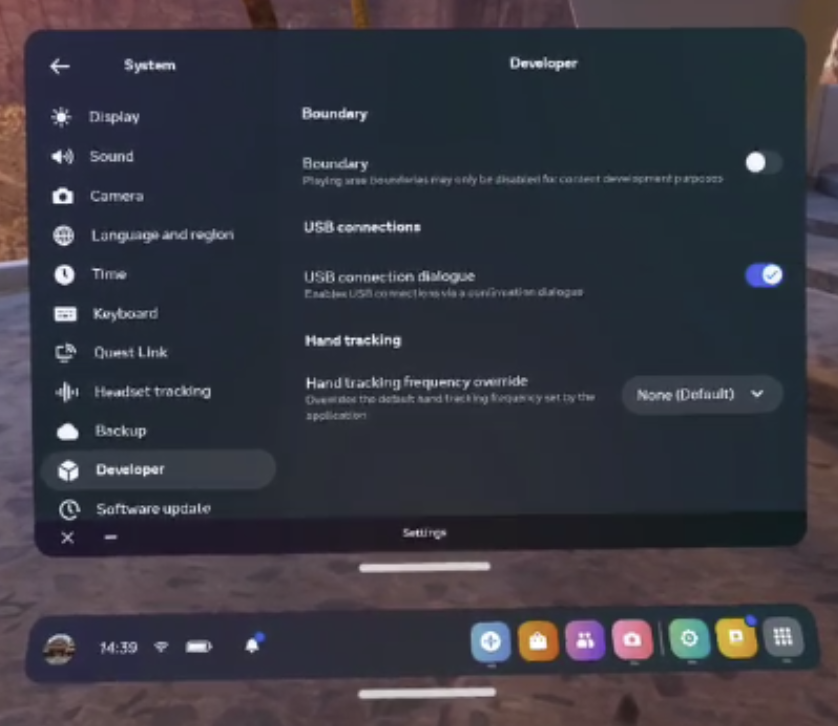 System
Developer
Display
Sound
Camera
Language and region
Time
Keyboard
Quest Link
Headset tracking
Backup
Developer
Software update
Boundary
Boundary
Playing area boundaries may only be disabled for content development purposes
USB connections
USB connection dialogue
Enables USB connections via a confirmation dialogue
Hand tracking
Hand tracking frequency override
Overrides the default hand tracking frequency set by the
application
None (Default)
Settings
14:39